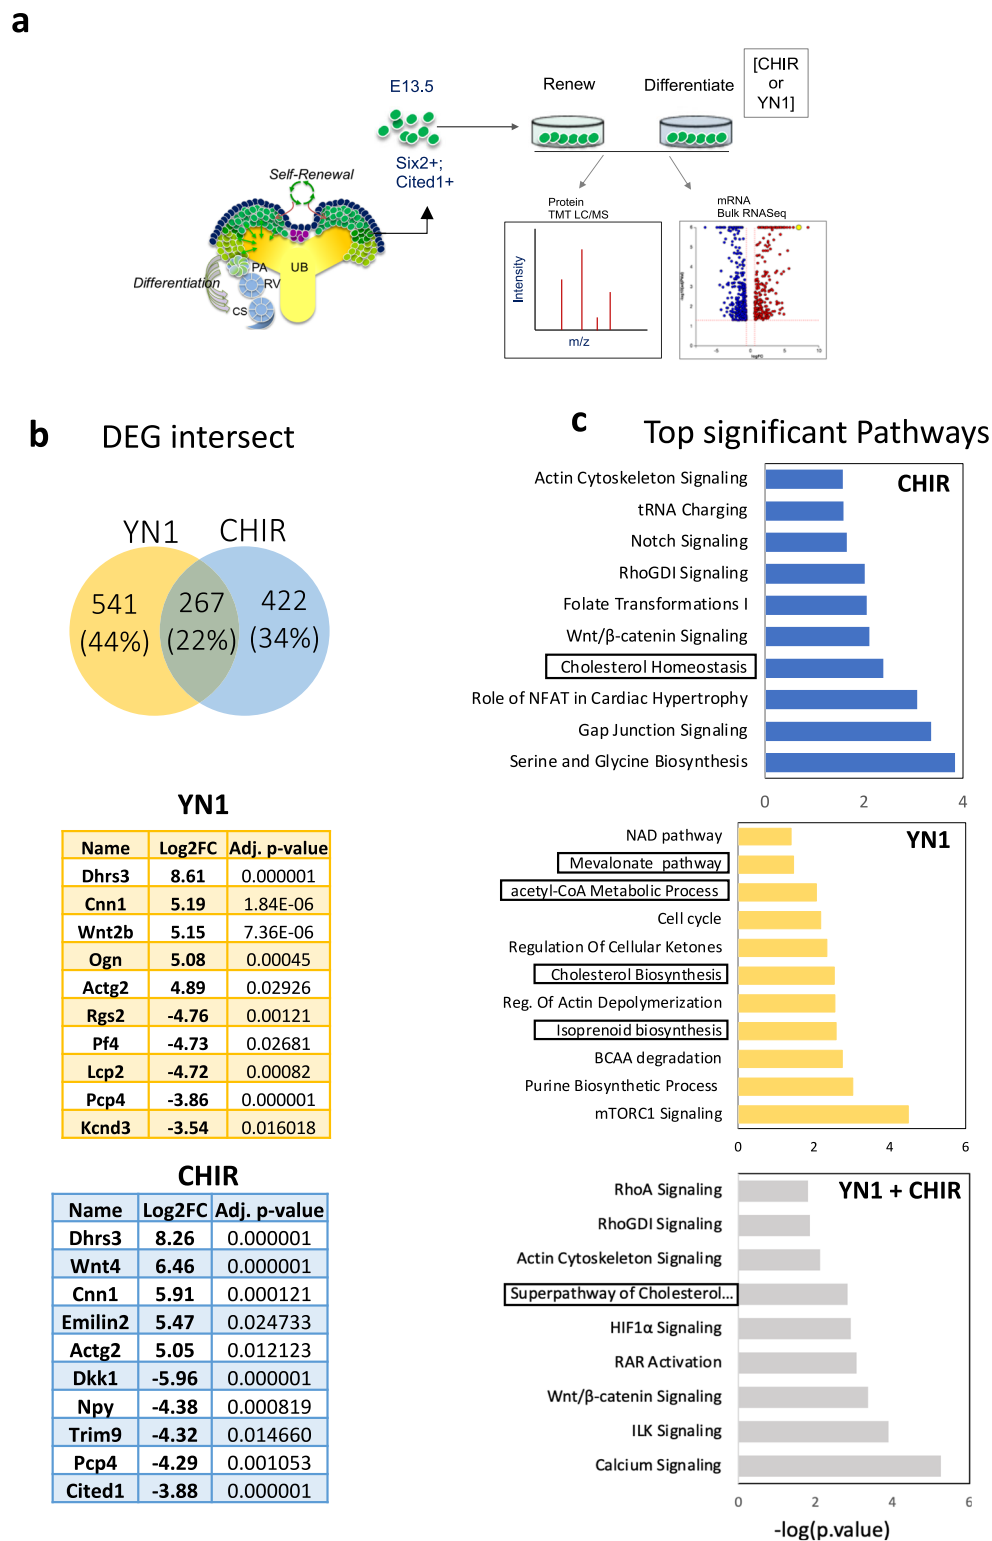 a
E13.5
Six2+;
Cited1+
Renew
Differentiate
[CHIR
or
YN1]
Self-Renewal
Differentiation
PA
UB
RV
CS
Protein
TMT LC/MS
Intensity
m/z
mRNA
Bulk RNASeq
6
5
4
3
2
1
0
-5
0
5
10
logFC
b
DEG intersect
YN1
CHIR
541
(44%)
267
(22%)
422
(34%)
YN1
Name Log2FC Adj. p-value
Dhrs3 8.61 0.000001
Cnn1 5.19 1.84E-06
Wnt2b 5.15 7.36E-06
Ogn 5.08 0.00045
Actg2 4.89 0.02926
Rgs2 -4.76 0.00121
Pf4 -4.73 0.02681
Lcp2 -4.72 0.00082
Pcp4 -3.86 0.000001
Kcnd3 -3.54 0.016018
CHIR
Name Log2FC Adj. p-value
Dhrs3 8.26 0.000001
Wnt4 6.46 0.000001
Cnn1 5.91 0.000121
Emilin2 5.47 0.024733
Actg2 5.05 0.012123
Dkk1 -5.96 0.000001
Npy -4.38 0.000819
Trim9 -4.32 0.014660
Pcp4 -4.29 0.001053
Cited1 -3.88 0.000001
c
Top significant Pathways
CHIR
Actin Cytoskeleton Signaling
tRNA Charging
Notch Signaling
RhoGDI Signaling
Folate Transformations I
Wnt/β-catenin Signaling
Cholesterol Homeostasis
Role of NFAT in Cardiac Hypertrophy
Gap Junction Signaling
Serine and Glycine Biosynthesis
0 2 4
YN1
NAD pathway
Mevalonate pathway
acetyl-CoA Metabolic Process
Cell cycle
Regulation Of Cellular Ketones
Cholesterol Biosynthesis
Reg. Of Actin Depolymerization
Isoprenoid biosynthesis
BCAA degradation
Purine Biosynthetic Process
mTORC1 Signaling
0 2 4 6
YN1 + CHIR
RhoA Signaling
RhoGDI Signaling
Actin Cytoskeleton Signaling
Superpathway of Cholesterol...
HIF1α Signaling
RAR Activation
Wnt/β-catenin Signaling
ILK Signaling
Calcium Signaling
0 2 4 6
-log(p.value)